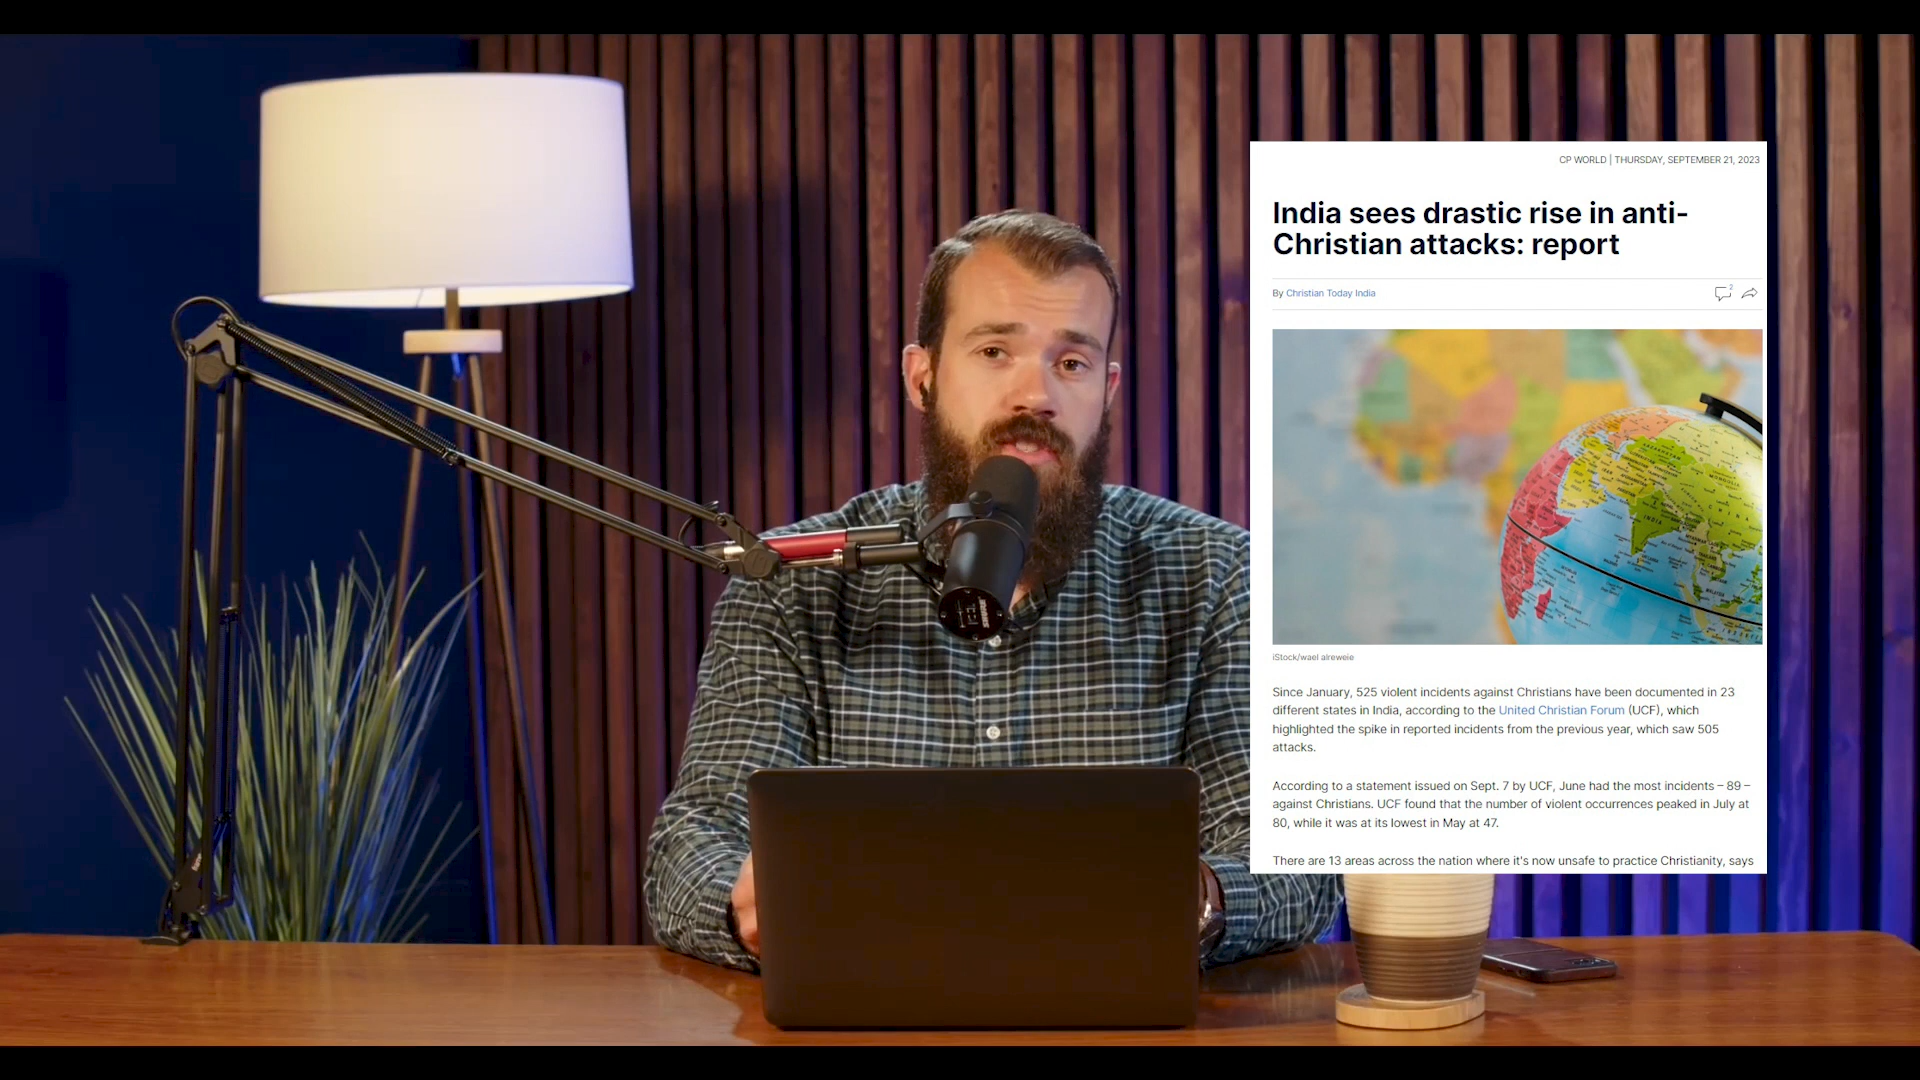 CP WORLD | THURSDAY, SEPTEMBER 21, 2023
India sees drastic rise in anti-
Christian attacks: report
By Christian Today India
2
INDIA
iStock/wael alreweie
Since January, 525 violent incidents against Christians have been documented in 23
different states in India, according to the United Christian Forum (UCF), which
highlighted the spike in reported incidents from the previous year, which saw 505
attacks.
According to a statement issued on Sept. 7 by UCF, June had the most incidents – 89 –
against Christians. UCF found that the number of violent occurrences peaked in July at
80, while it was at its lowest in May at 47.
There are 13 areas across the nation where it's now unsafe to practice Christianity, says
SHURE